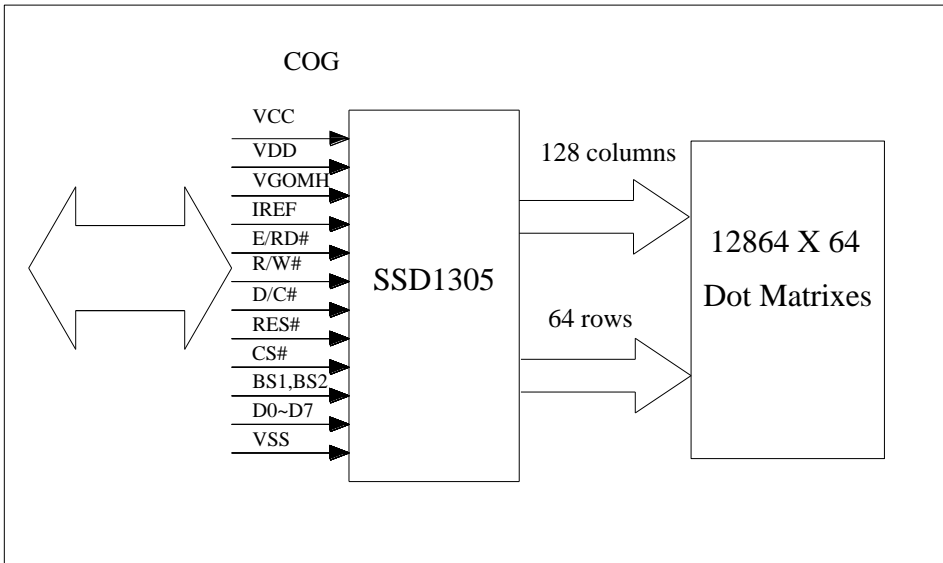 COG
VCC
VDD
VGOMH
IREF
E/RD#
R/W#
D/C#
RES#
CS#
BS1,BS2
D0~D7
VSS
SSD1305
128 columns
64 rows
12864 X 64
Dot Matrixes